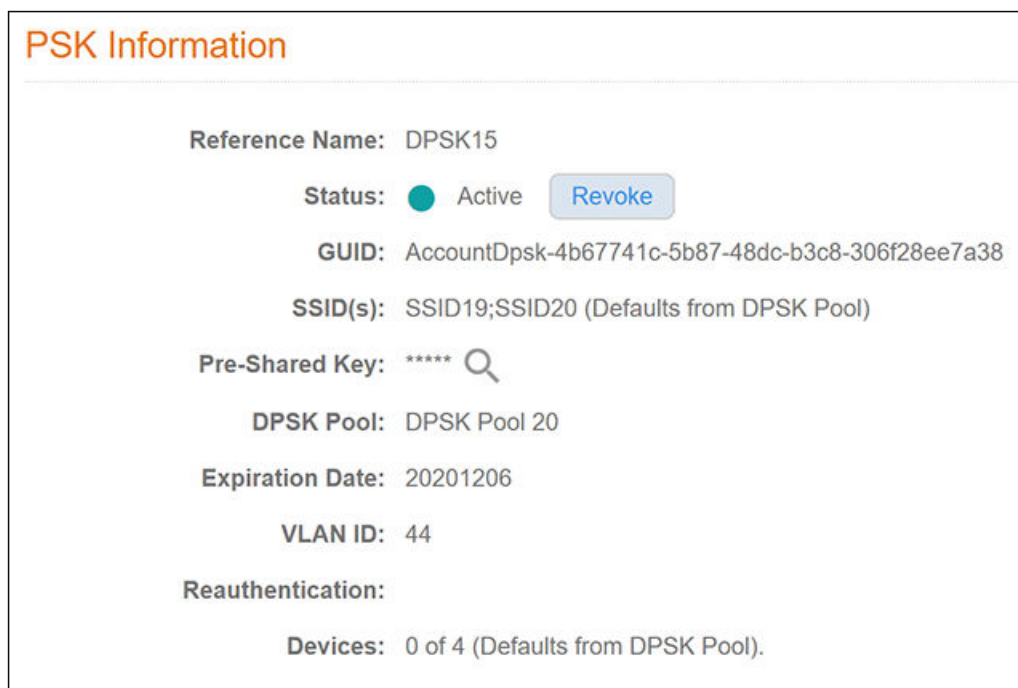 PSK Information
Reference Name: DPSK15
Status: Active Revoke
GUID: AccountDpsk-4b67741c-5b87-48dc-b3c8-306f28ee7a38
SSID(s): SSID19;SSID20 (Defaults from DPSK Pool)
Pre-Shared Key: *****
DPSK Pool: DPSK Pool 20
Expiration Date: 20201206
VLAN ID: 44
Reauthentication:
Devices: 0 of 4 (Defaults from DPSK Pool).